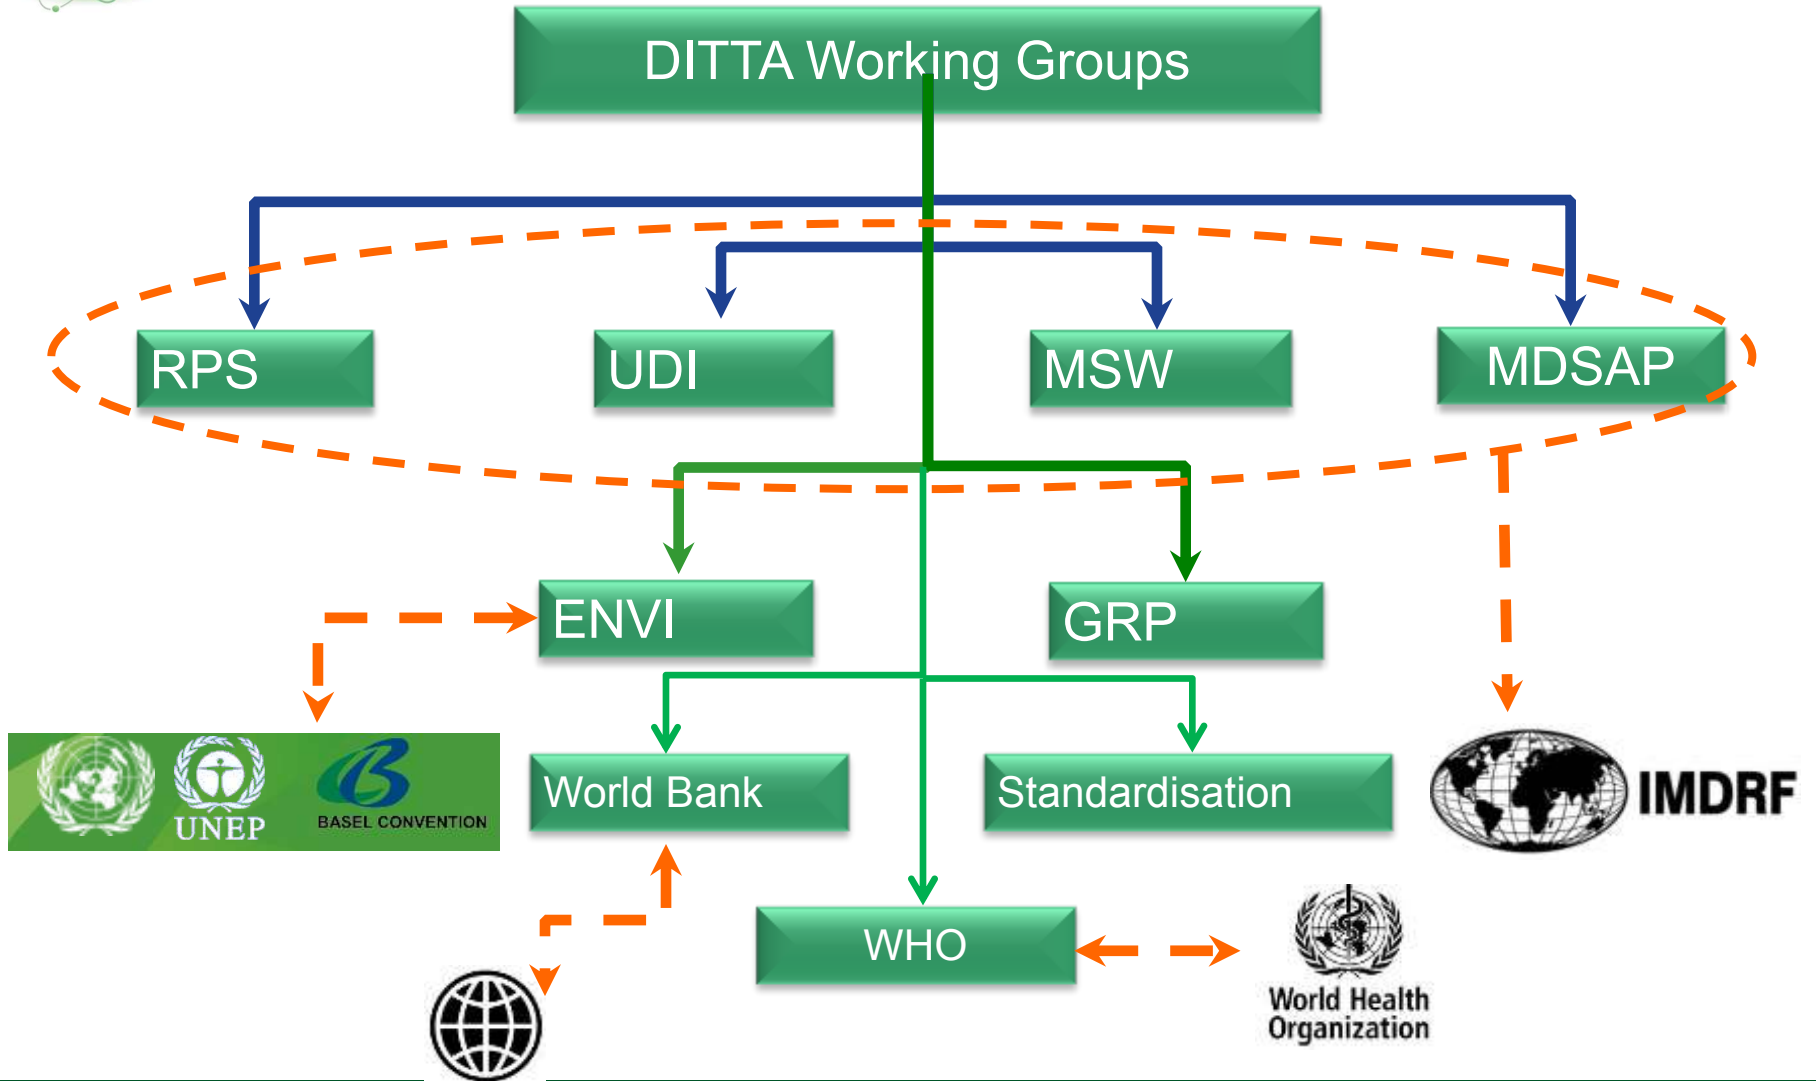 DITTA Working Groups
RPS
UDI
MSW
MDSAP
ENVI
GRP
UNEP
BASEL CONVENTION
World Bank
Standardisation
IMDRF
WHO
World Health
Organization